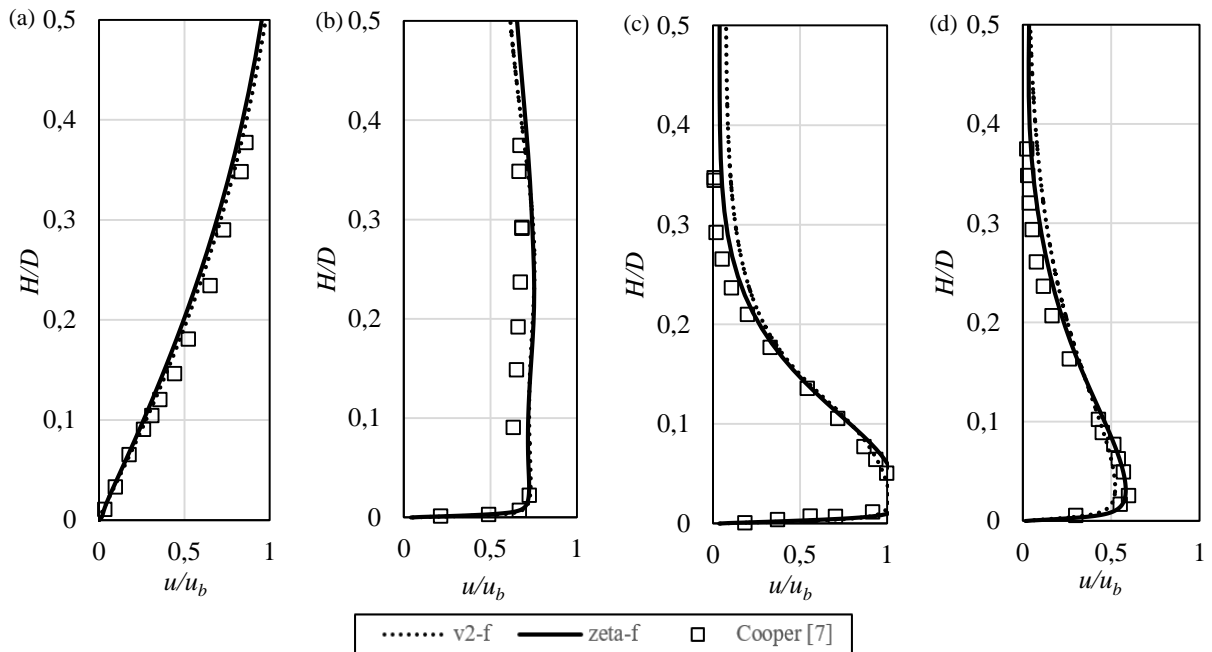 (a)
0,5
0,4
0,3
0,2
0,1
0
H/D
0
0,5
1
u/u_b
(b)
0,5
0,4
0,3
0,2
0,1
0
H/D
0
0,5
1
u/u_b
(c)
0,5
0,4
0,3
0,2
0,1
0
H/D
0
0,5
1
u/u_b
(d)
0,5
0,4
0,3
0,2
0,1
0
H/D
0
0,5
1
u/u_b
v2-f
zeta-f
Cooper [7]